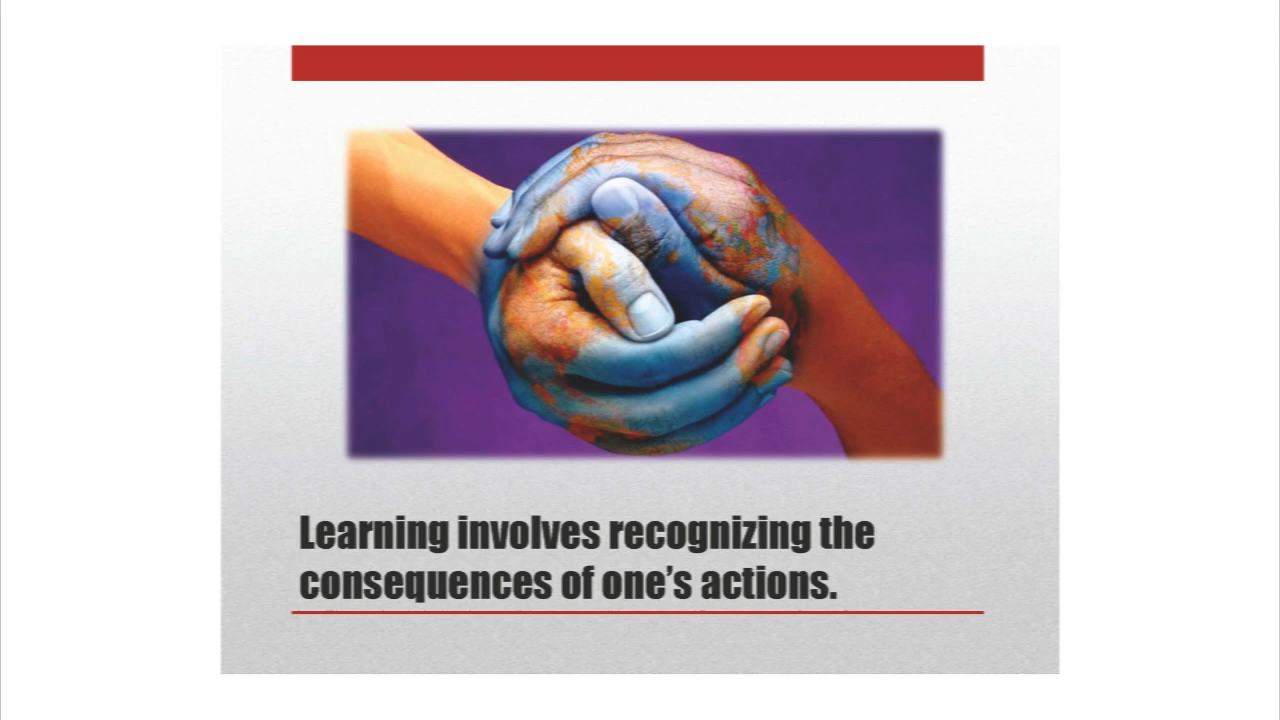 Learning involves recognizing the
consequences of one’s actions.